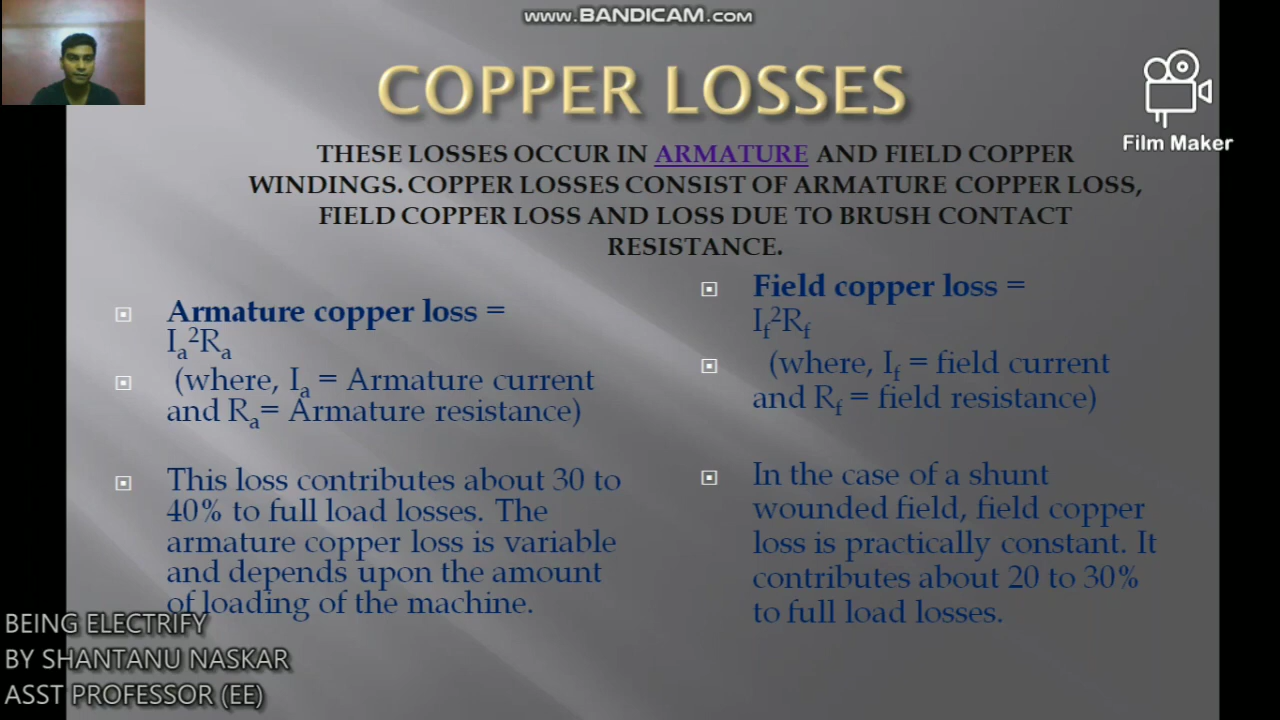 www.BANDICAM.com
COPPER LOSSES
Film Maker
THESE LOSSES OCCUR IN ARMATURE AND FIELD COPPER
WINDINGS. COPPER LOSSES CONSIST OF ARMATURE COPPER LOSS,
FIELD COPPER LOSS AND LOSS DUE TO BRUSH CONTACT
RESISTANCE.
Armature copper loss =
Iₐ²Rₐ
(where, Iₐ = Armature current
and Rₐ= Armature resistance)
This loss contributes about 30 to
40% to full load losses. The
armature copper loss is variable
and depends upon the amount
of loading of the machine.
Field copper loss =
I_f²R_f
(where, I_f = field current
and R_f = field resistance)
In the case of a shunt
wounded field, field copper
loss is practically constant. It
contributes about 20 to 30%
to full load losses.
BEING ELECTRIFY
BY SHANTANU NASKAR
ASST PROFESSOR (EE)